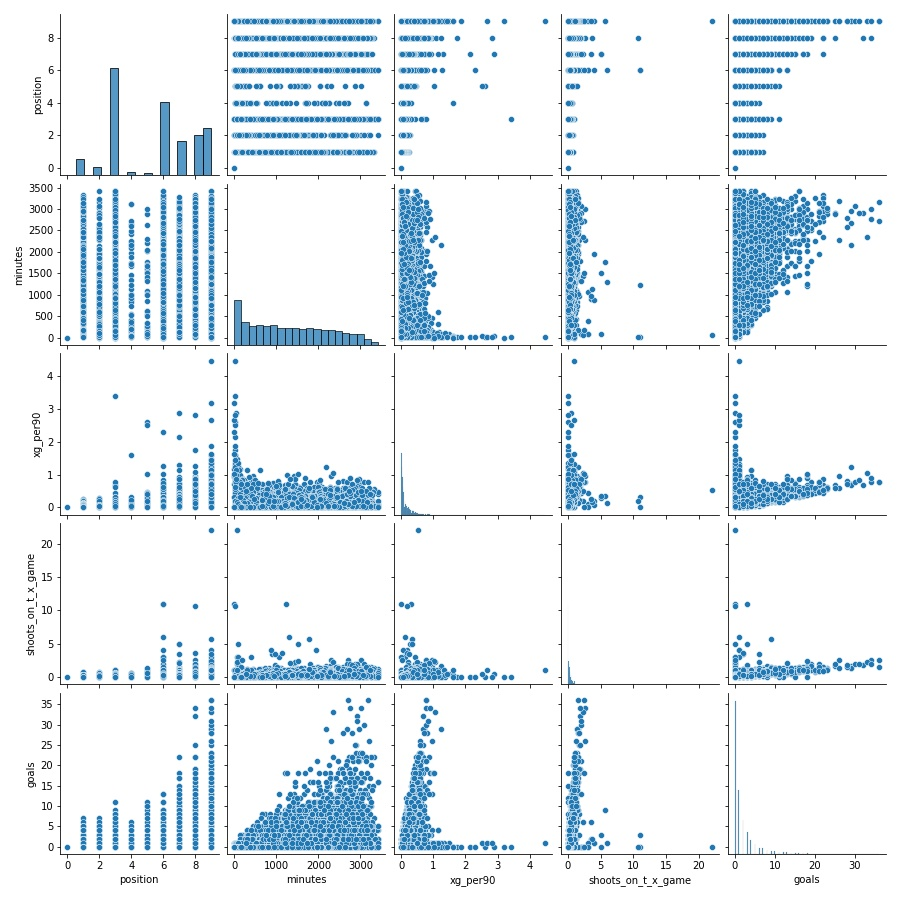 8
6
4
2
0
position
3500
3000
2500
2000
1500
1000
500
0
minutes
4
3
2
1
0
xg_per90
20
15
10
5
0
shoots_on_t_x_game
35
30
25
20
15
10
5
0
goals
0 2 4 6 8
position
0 1000 2000 3000
minutes
0 1 2 3 4
xg_per90
0 5 10 15 20
shoots_on_t_x_game
0 10 20 30
goals